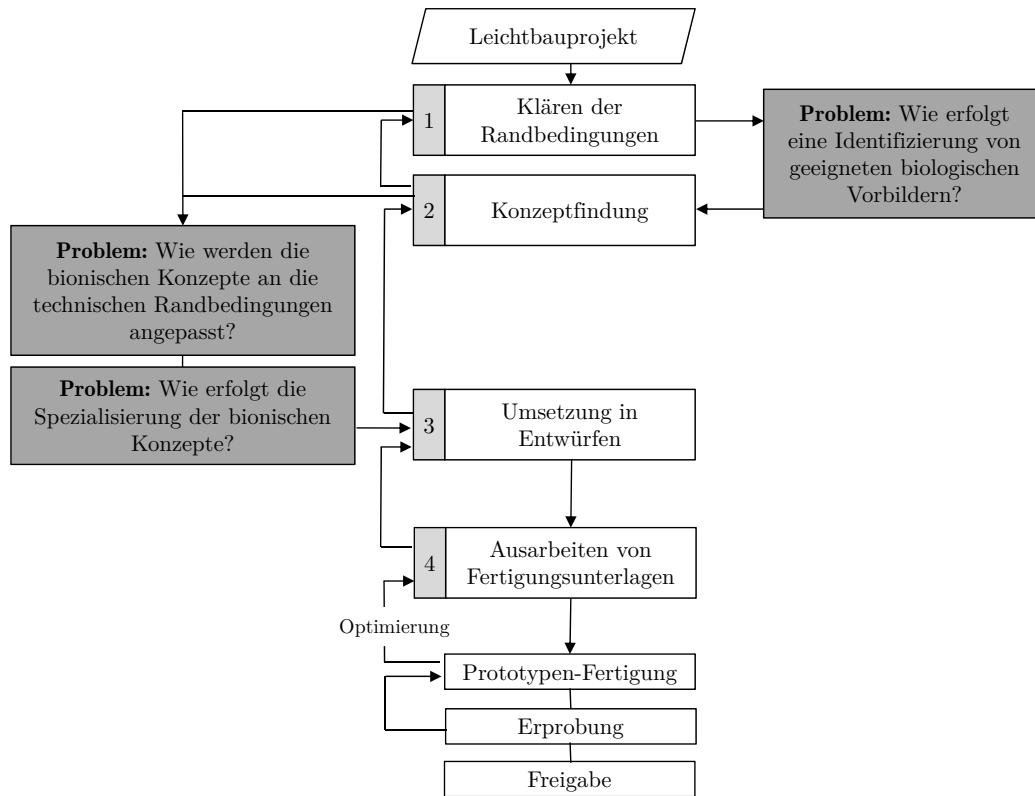 Leichtbauprojekt
1
Klären der
Randbedingungen
Problem: Wie erfolgt
eine Identifizierung von
geeigneten biologischen
Vorbildern?
2
Konzeptfindung
Problem: Wie werden die
bionischen Konzepte an die
technischen Randbedingungen
angepasst?
Problem: Wie erfolgt die
Spezialisierung der bionischen
Konzepte?
3
Umsetzung in
Entwürfen
4
Ausarbeiten von
Fertigungsunterlagen
Optimierung
Prototypen-Fertigung
Erprobung
Freigabe